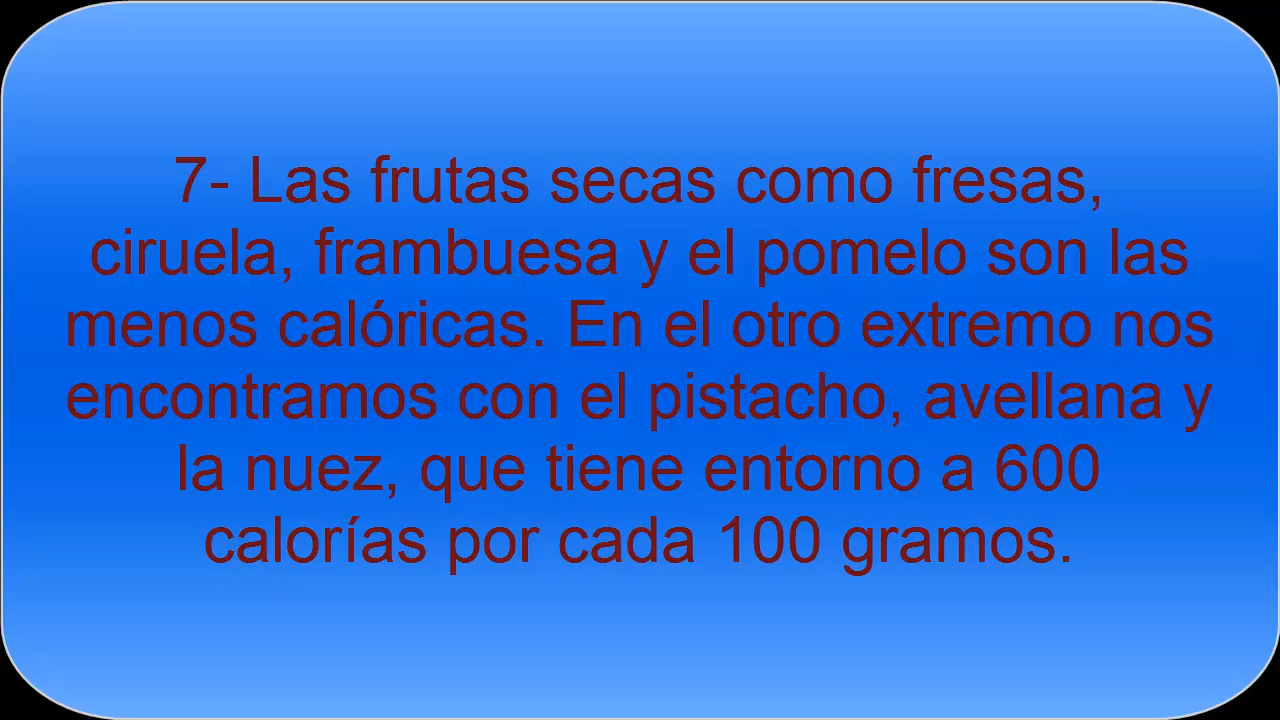 7- Las frutas secas como fresas,
ciruela, frambuesa y el pomelo son las
menos calóricas. En el otro extremo nos
encontramos con el pistacho, avellana y
la nuez, que tiene entorno a 600
calorías por cada 100 gramos.